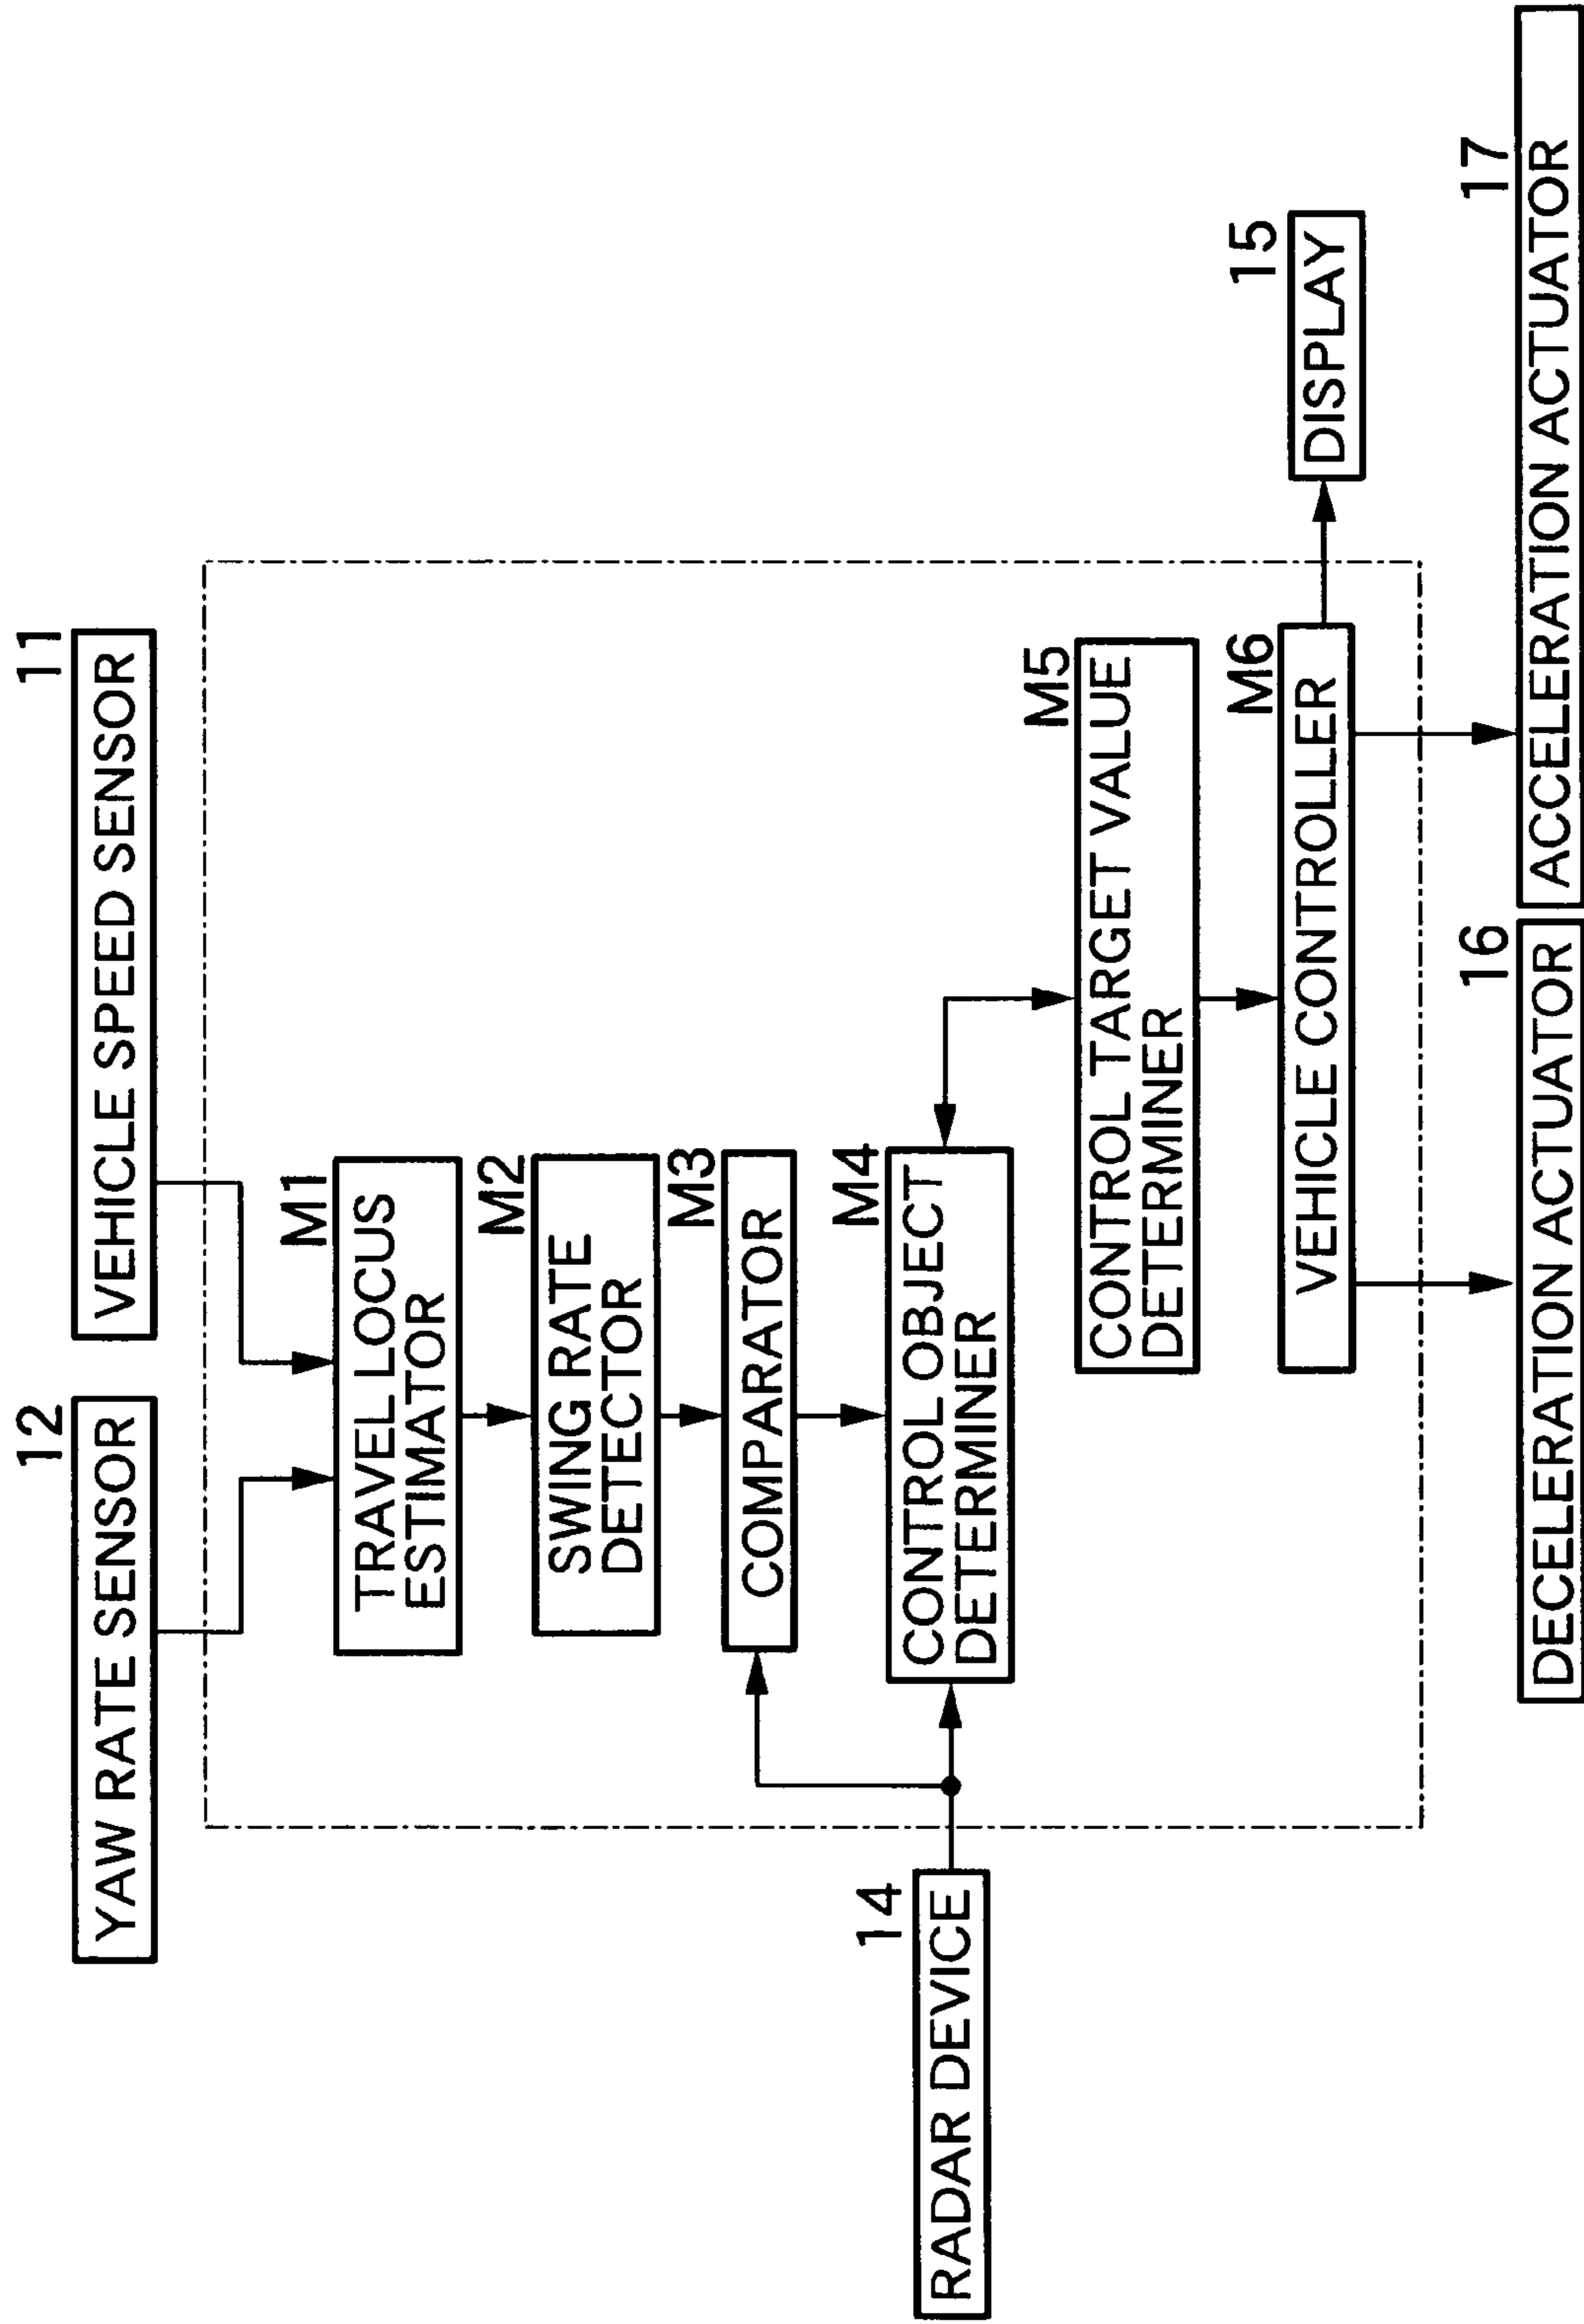 12
YAW RATE SENSOR
11
VEHICLE SPEED SENSOR
M1
TRAVEL LOCUS
ESTIMATOR
M2
SWING RATE
DETECTOR
M3
COMPARATOR
14
RADAR DEVICE
M4
CONTROL OBJECT
DETERMINER
M5
CONTROL TARGET VALUE
DETERMINER
M6
VEHICLE CONTROLLER
15
DISPLAY
16
DECELERATION ACTUATOR
17
ACCELERATION ACTUATOR